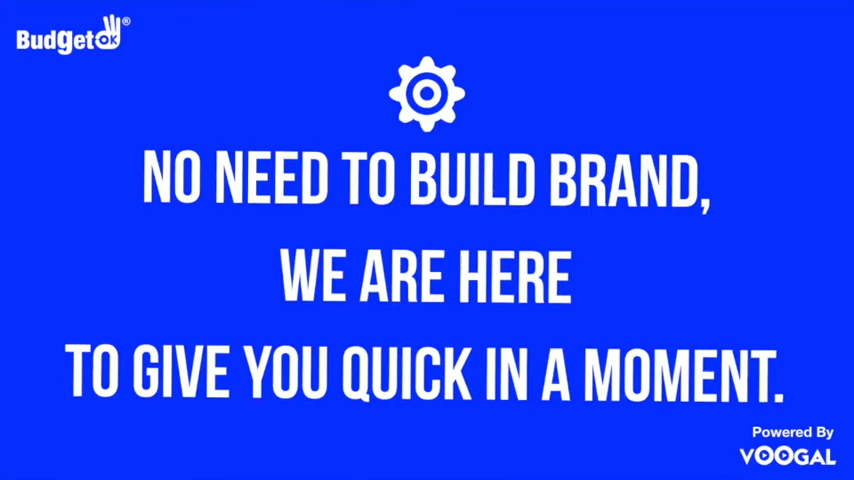 BudgetOK®
NO NEED TO BUILD BRAND,
WE ARE HERE
TO GIVE YOU QUICK IN A MOMENT.
Powered By
VOOGAL